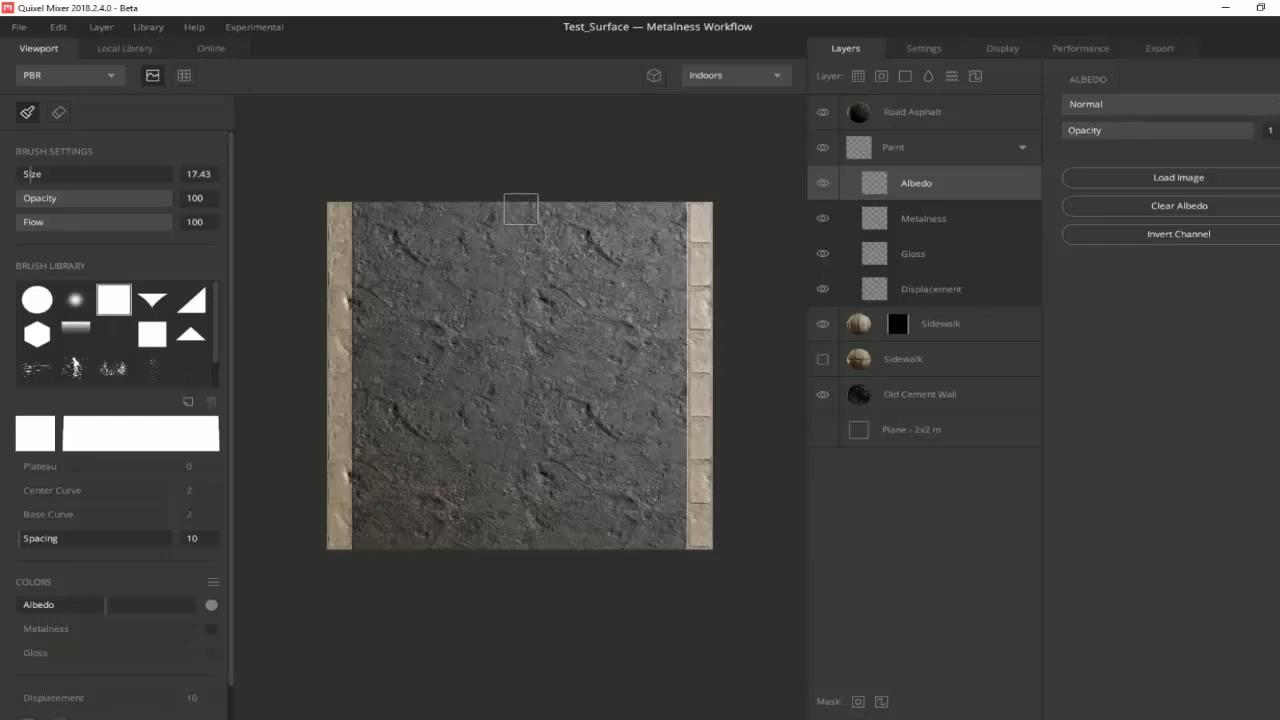 Quixel Mixer 2018.2.4.0 - Beta
File Edit Layer Library Help Experimental
Test_Surface — Metalness Workflow
Viewport Local Library Online
Layers Settings Display Performance Export
PBR
Indoors
Layer:
ALBEDO
Normal
Opacity 1
Load Image
Clear Albedo
Invert Channel
Road Asphalt
Paint
Albedo
Metalness
Gloss
Displacement
Sidewalk
Sidewalk
Old Cement Wall
Plane - 2x2 m
Mask:
BRUSH SETTINGS
Size 17.43
Opacity 100
Flow 100
BRUSH LIBRARY
Plateau 0
Center Curve 2
Base Curve 2
Spacing 10
COLORS
Albedo
Metalness
Gloss
Displacement 10